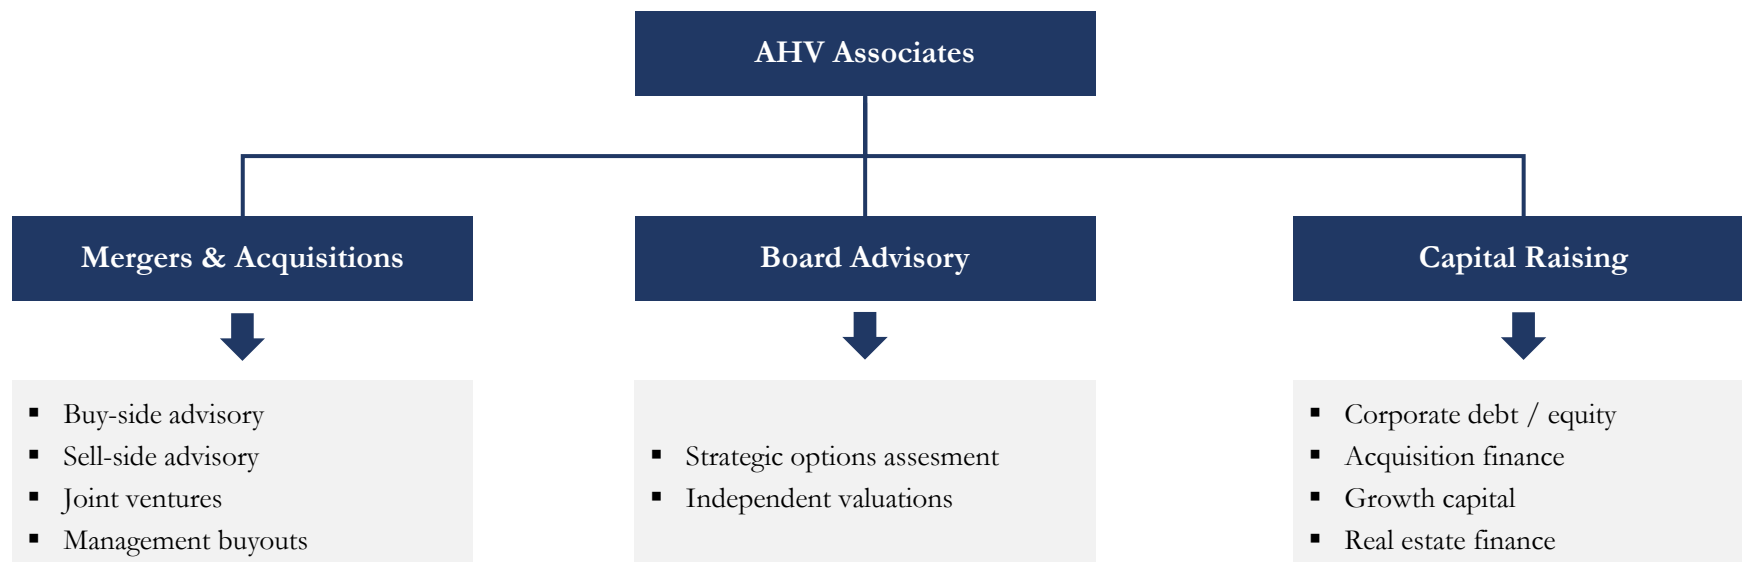 AHV Associates
Mergers & Acquisitions
Board Advisory
Capital Raising
▪ Buy-side advisory
▪ Sell-side advisory
▪ Joint ventures
▪ Management buyouts
▪ Strategic options assesment
▪ Independent valuations
▪ Corporate debt / equity
▪ Acquisition finance
▪ Growth capital
▪ Real estate finance